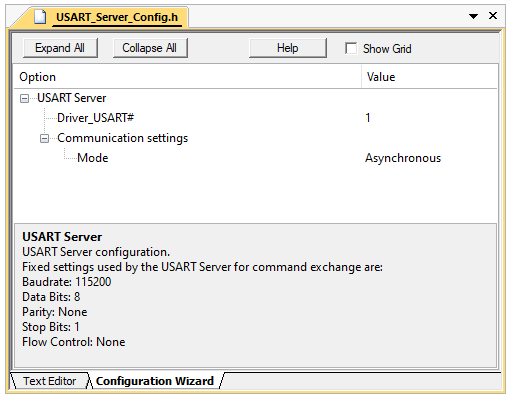 USART_Server_Config.h
Expand All Collapse All Help Show Grid
Option Value
USART Server
Driver_USART# 1
Communication settings
Mode Asynchronous
USART Server
USART Server configuration.
Fixed settings used by the USART Server for command exchange are:
Baudrate: 115200
Data Bits: 8
Parity: None
Stop Bits: 1
Flow Control: None
Text Editor Configuration Wizard